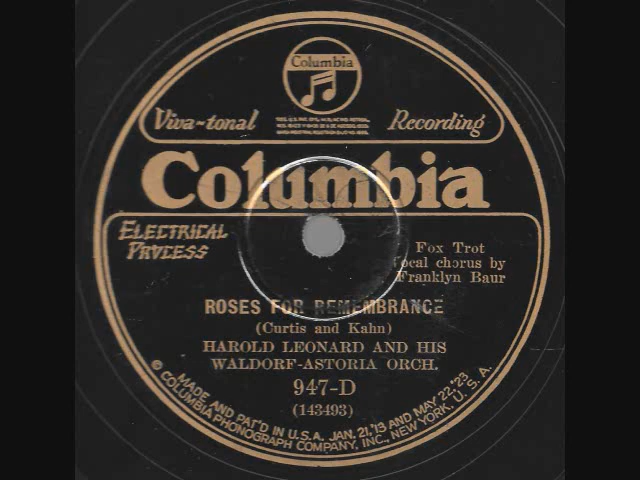 Columbia
Viva-tonal Recording
Columbia
ELECTRICAL
PROCESS
Fox Trot
Vocal chorus by
Franklyn Baur
ROSES FOR REMEMBRANCE
(Curtis and Kahn)
HAROLD LEONARD AND HIS
WALDORF-ASTORIA ORCH.
947-D
(143493)
MADE AND PAT'D IN U.S.A. JAN. 21,'13 AND MAY 22,'23
© COLUMBIA PHONOGRAPH COMPANY, INC., NEW YORK, U.S.A.